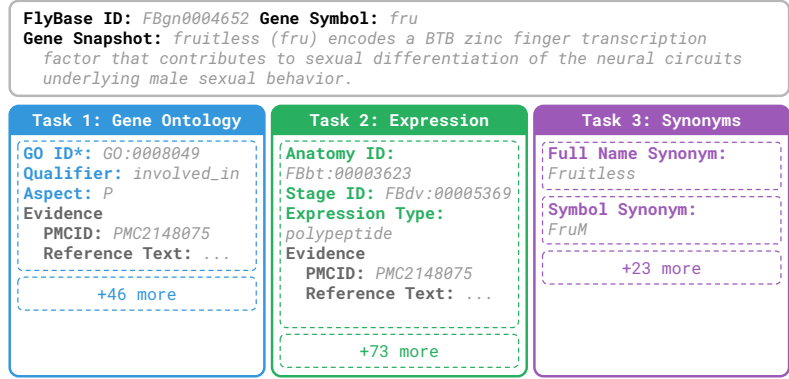 FlyBase ID: FBgn0004652 Gene Symbol: fru
Gene Snapshot: fruitless (fru) encodes a BTB zinc finger transcription
factor that contributes to sexual differentiation of the neural circuits
underlying male sexual behavior.
Task 1: Gene Ontology
GO ID*: GO:0008049
Qualifier: involved_in
Aspect: P
Evidence
PMCID: PMC2148075
Reference Text: ...
+46 more
Task 2: Expression
Anatomy ID:
FBbt:00003623
Stage ID: FBdv:00005369
Expression Type:
polypeptide
Evidence
PMCID: PMC2148075
Reference Text: ...
+73 more
Task 3: Synonyms
Full Name Synonym:
Fruitless
Symbol Synonym:
FruM
+23 more